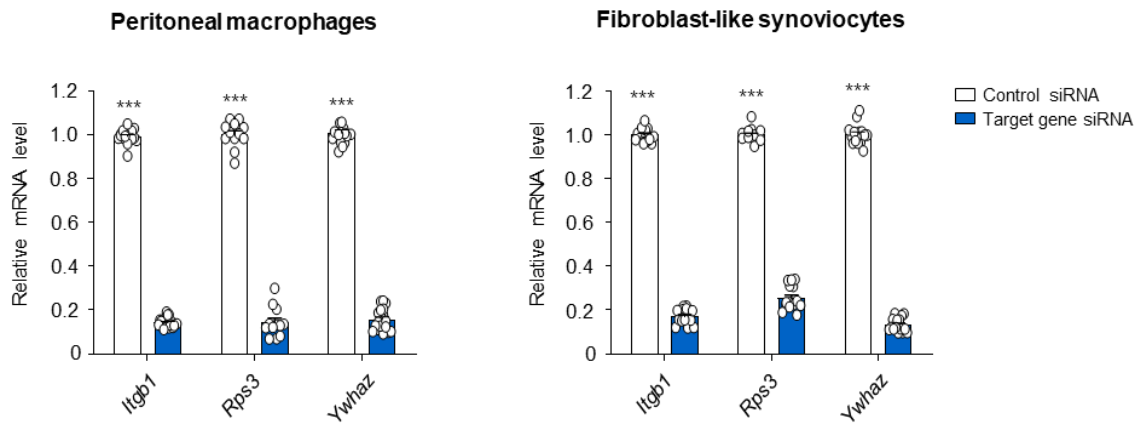 Peritoneal macrophages
Relative mRNA level
1.2
1.0
0.8
0.6
0.4
0.2
0
***
***
***
Itgb1
Rps3
Ywhaz
Fibroblast-like synoviocytes
Relative mRNA level
1.2
1.0
0.8
0.6
0.4
0.2
0
***
***
***
Itgb1
Rps3
Ywhaz
Control siRNA
Target gene siRNA